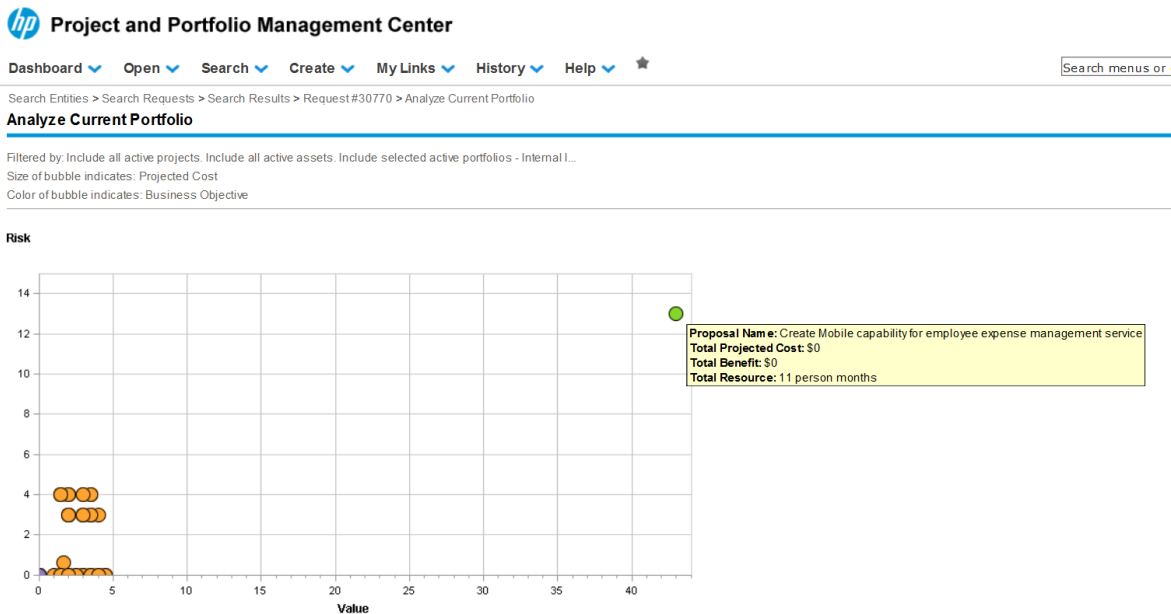 hp Project and Portfolio Management Center
Dashboard Open Search Create My Links History Help
Search menus or
Search Entities > Search Requests > Search Results > Request #30770 > Analyze Current Portfolio
Analyze Current Portfolio
Filtered by: Include all active projects. Include all active assets. Include selected active portfolios - Internal I...
Size of bubble indicates: Projected Cost
Color of bubble indicates: Business Objective
Risk
14
12
10
8
6
4
2
0
Proposal Name: Create Mobile capability for employee expense management service
Total Projected Cost: $0
Total Benefit: $0
Total Resource: 11 person months
0 5 10 15 20 25 30 35 40
Value